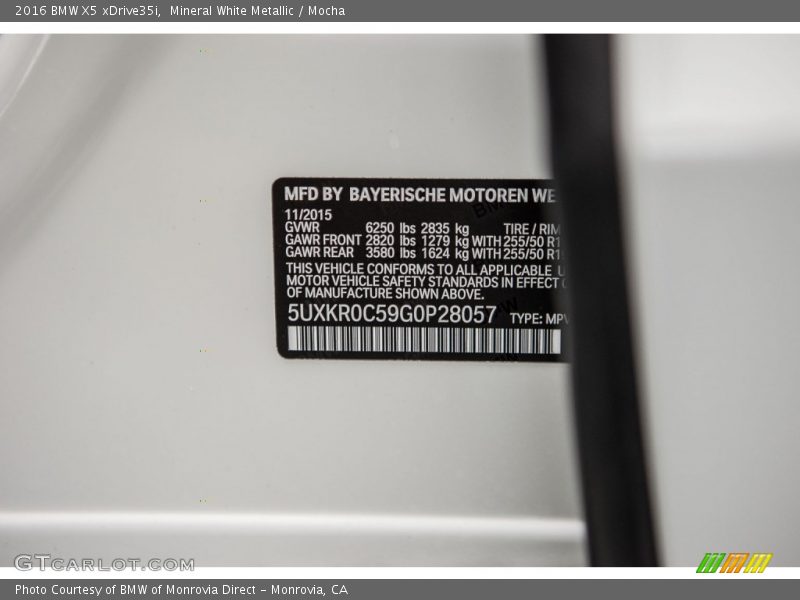 2016 BMW X5 xDrive35i, Mineral White Metallic / Mocha
MFD BY BAYERISCHE MOTOREN WE
11/2015
GVWR 6250 lbs 2835 kg TIRE / RIM
GAWR FRONT 2820 lbs 1279 kg WITH 255/50 R1
GAWR REAR 3580 lbs 1624 kg WITH 255/50 R1
THIS VEHICLE CONFORMS TO ALL APPLICABLE U
MOTOR VEHICLE SAFETY STANDARDS IN EFFECT O
OF MANUFACTURE SHOWN ABOVE.
5UXKR0C59G0P28057 TYPE: MPV
GTCARLOT.COM
Photo Courtesy of BMW of Monrovia Direct - Monrovia, CA